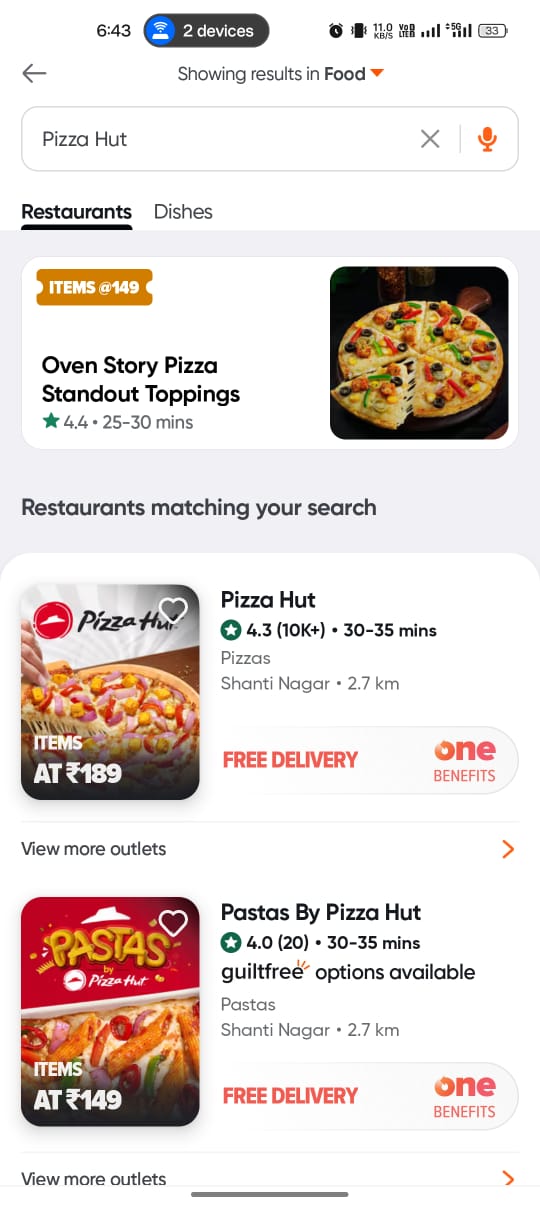 6:43
2 devices
11.0 KB/S
Vo LTE
5G
33
Showing results in Food
Pizza Hut
Restaurants
Dishes
ITEMS @149
Oven Story Pizza
Standout Toppings
4.4 • 25-30 mins
Restaurants matching your search
Pizza Hut
ITEMS
AT ₹189
Pizza Hut
4.3 (10K+) • 30-35 mins
Pizzas
Shanti Nagar • 2.7 km
FREE DELIVERY
one
BENEFITS
View more outlets
PASTAS
by
Pizza Hut
ITEMS
AT ₹149
Pastas By Pizza Hut
4.0 (20) • 30-35 mins
guiltfree options available
Pastas
Shanti Nagar • 2.7 km
FREE DELIVERY
one
BENEFITS
View more outlets